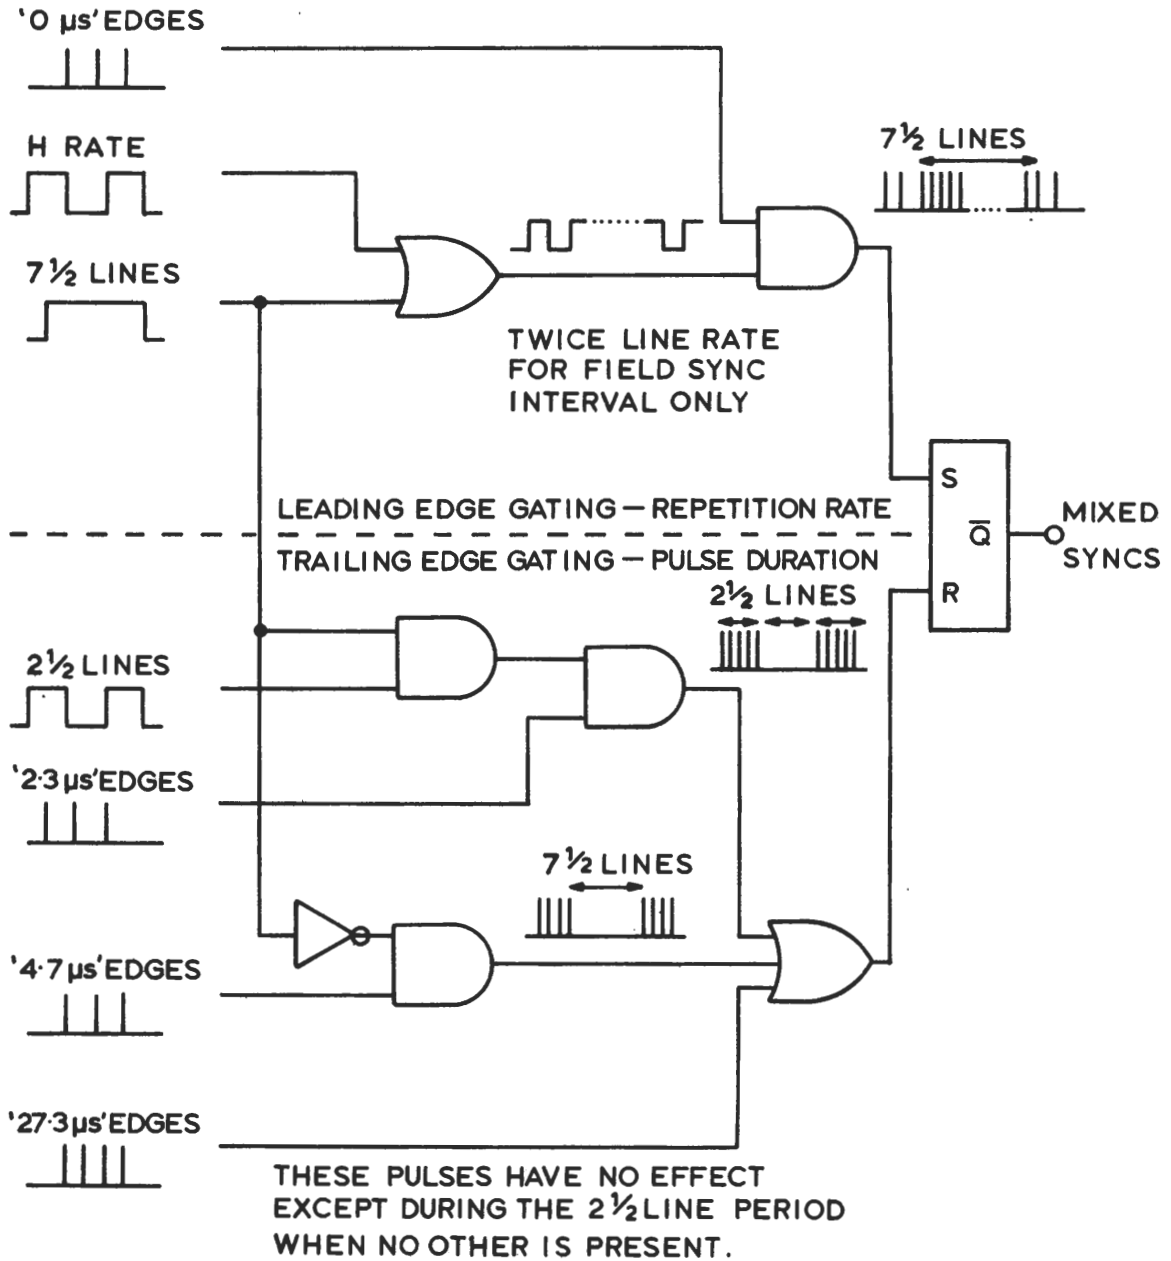 '0 µs' EDGES
H RATE
7½ LINES
7½ LINES
TWICE LINE RATE
FOR FIELD SYNC
INTERVAL ONLY
LEADING EDGE GATING — REPETITION RATE
TRAILING EDGE GATING — PULSE DURATION
S
Q̅
R
MIXED
SYNCS
2½ LINES
2½ LINES
'2·3 µs' EDGES
7½ LINES
'4·7 µs' EDGES
'27·3 µs' EDGES
THESE PULSES HAVE NO EFFECT
EXCEPT DURING THE 2½ LINE PERIOD
WHEN NO OTHER IS PRESENT.